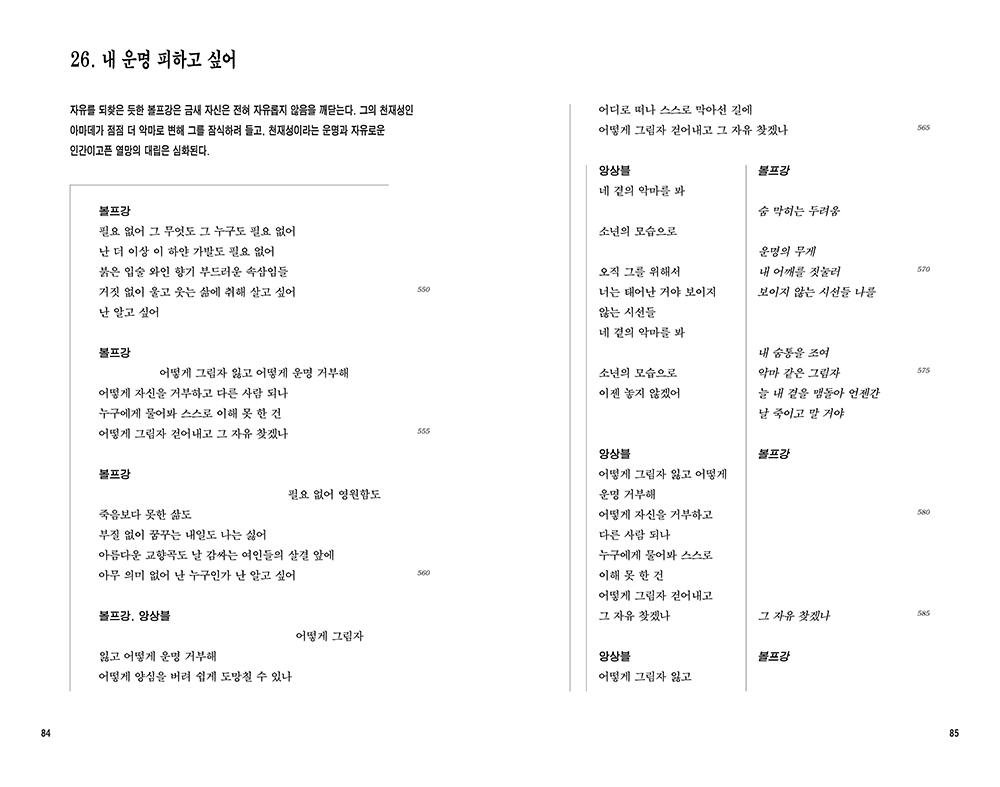 26. 내 운명 피하고 싶어
자유를 되찾은 듯한 볼프강은 금새 자신은 전혀 자유롭지 않음을 깨닫는다. 그의 천재성인
아마데가 점점 더 악마로 변해 그를 잠식하려 들고, 천재성이라는 운명과 자유로운
인간이고픈 열망의 대립은 심화된다.
볼프강
필요 없어 그 무엇도 그 누구도 필요 없어
난 더 이상 이 하얀 가발도 필요 없어
붉은 입술 와인 향기 부드러운 속삭임들
거짓 없이 울고 웃는 삶에 취해 살고 싶어 550
난 알고 싶어
볼프강
어떻게 그림자 잃고 어떻게 운명 거부해
어떻게 자신을 거부하고 다른 사람 되나
누구에게 물어봐 스스로 이해 못 한 건
어떻게 그림자 걷어내고 그 자유 찾겠나 555
볼프강
필요 없어 영원함도
죽음보다 못한 삶도
부질 없이 꿈꾸는 내일도 나는 싫어
아름다운 교향곡도 날 감싸는 여인들의 살결 앞에
아무 의미 없어 난 누구인가 난 알고 싶어 560
볼프강, 앙상블
어떻게 그림자
잃고 어떻게 운명 거부해
어떻게 양심을 버려 쉽게 도망칠 수 있나
84
어디로 떠나 스스로 막아선 길에
어떻게 그림자 걷어내고 그 자유 찾겠나 565
앙상블 볼프강
네 곁의 악마를 봐
숨 막히는 두려움
소년의 모습으로
운명의 무게
오직 그를 위해서 내 어깨를 짓눌러 570
너는 태어난 거야 보이지 보이지 않는 시선들 나를
않는 시선들
네 곁의 악마를 봐
내 숨통을 조여
소년의 모습으로 악마 같은 그림자 575
이젠 놓지 않겠어 늘 내 곁을 맴돌아 언젠간
날 죽이고 말 거야
앙상블 볼프강
어떻게 그림자 잃고 어떻게
운명 거부해
어떻게 자신을 거부하고 580
다른 사람 되나
누구에게 물어봐 스스로
이해 못 한 건
어떻게 그림자 걷어내고
그 자유 찾겠나 그 자유 찾겠나 585
앙상블 볼프강
어떻게 그림자 잃고
85